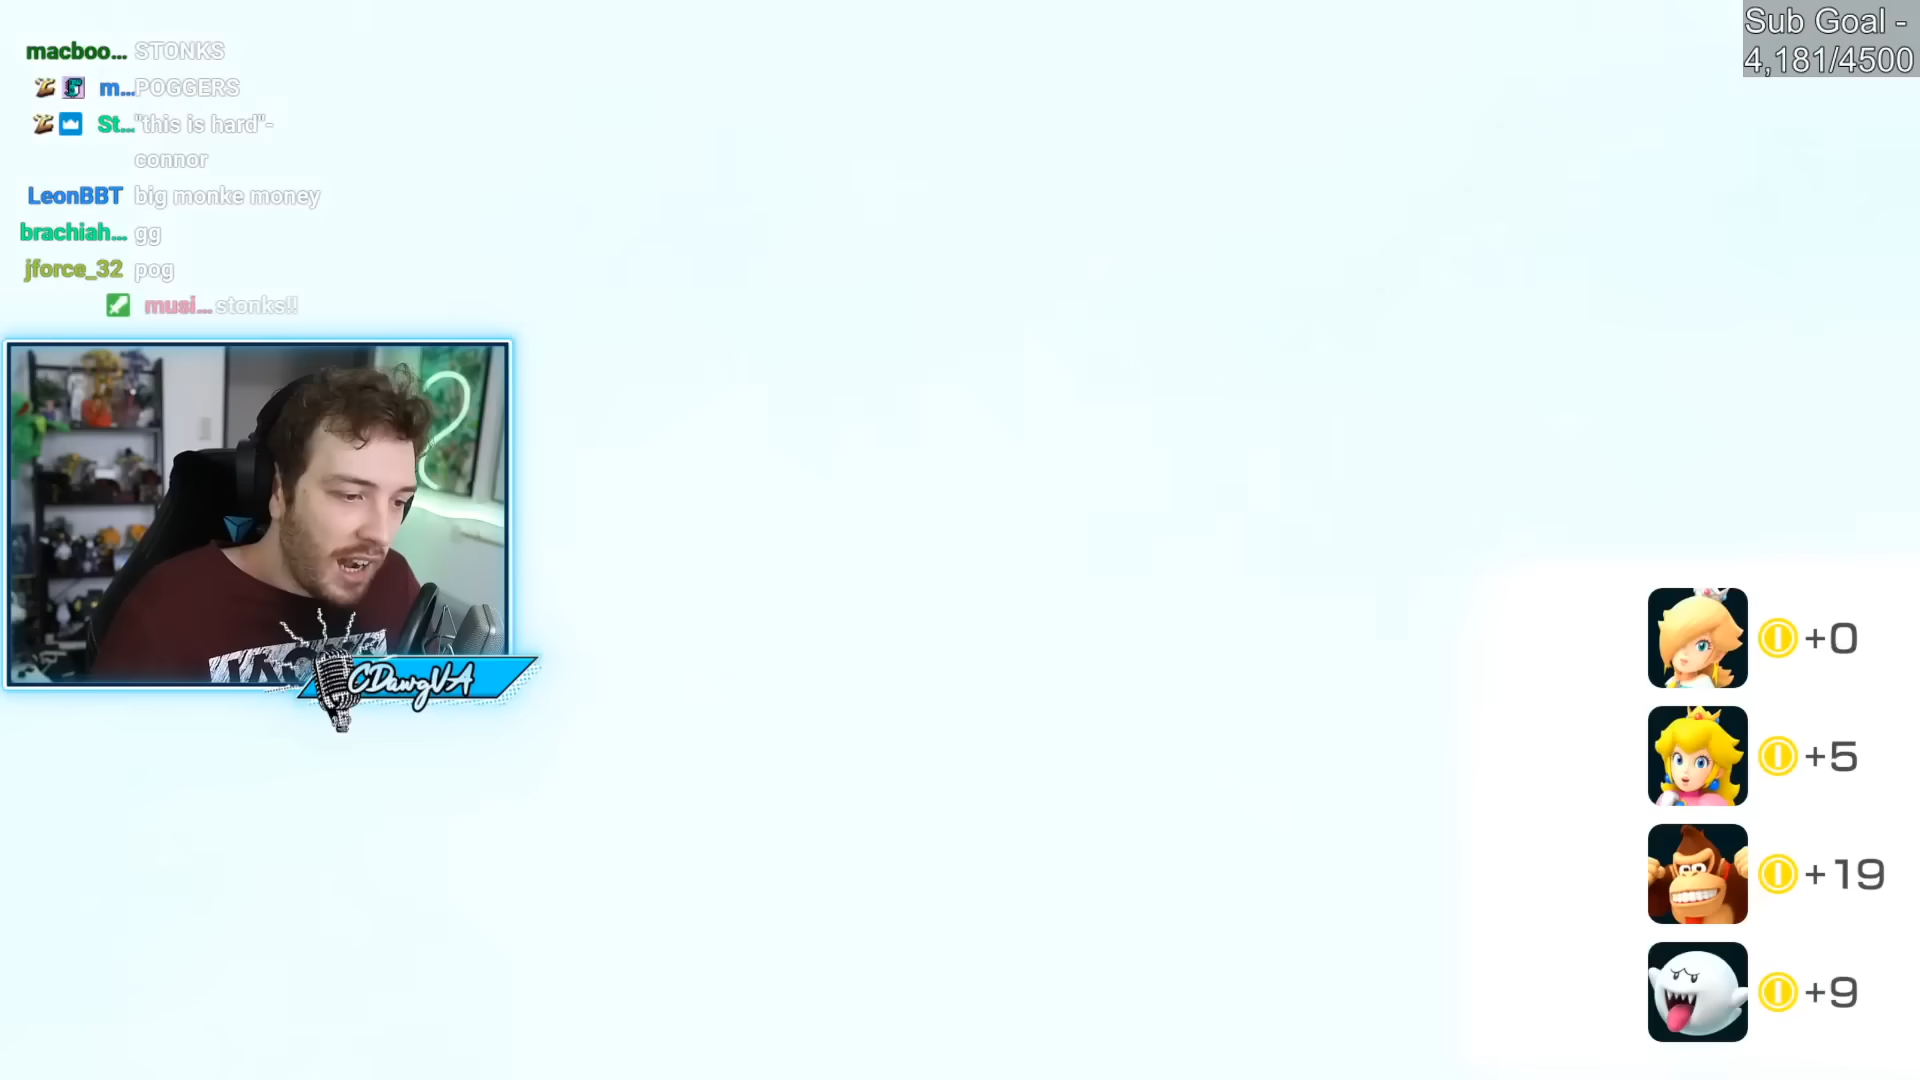 Sub Goal -
4,181/4500
macboo... STONKS
m... POGGERS
St... "this is hard"-
connor
LeonBBT big monke money
brachiah... gg
jforce_32 pog
musi... stonks!!
CDawgVA
+0
+5
+19
+9